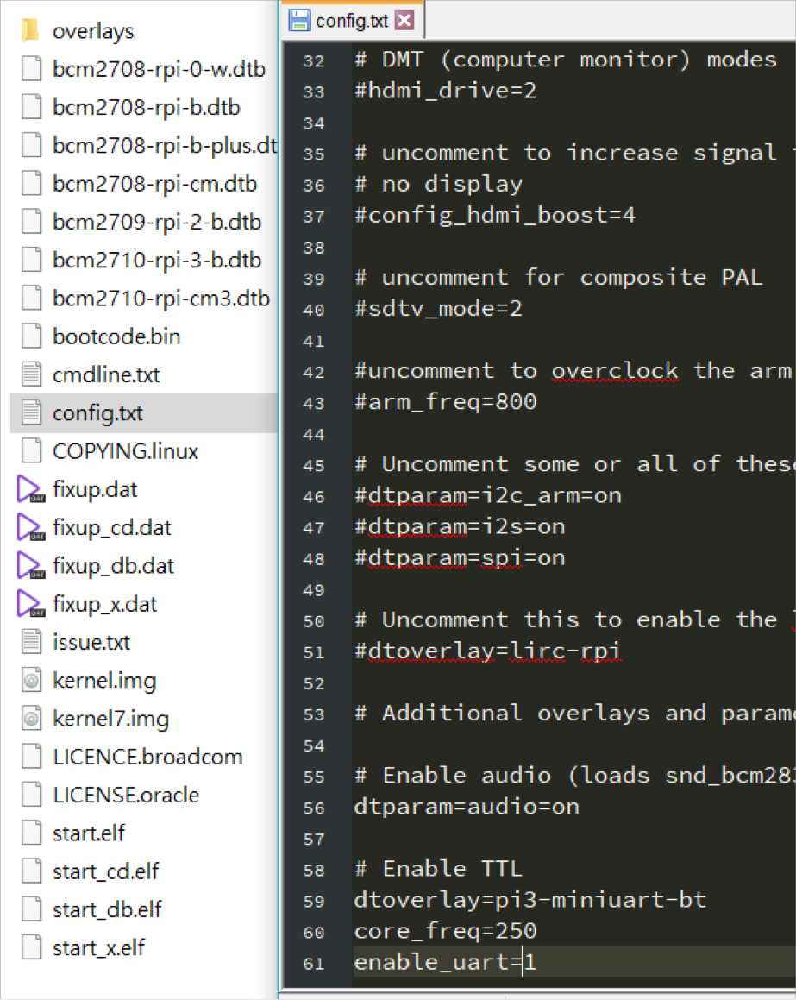 overlays
bcm2708-rpi-0-w.dtb
bcm2708-rpi-b.dtb
bcm2708-rpi-b-plus.dt
bcm2708-rpi-cm.dtb
bcm2709-rpi-2-b.dtb
bcm2710-rpi-3-b.dtb
bcm2710-rpi-cm3.dtb
bootcode.bin
cmdline.txt
config.txt
COPYING.linux
fixup.dat
fixup_cd.dat
fixup_db.dat
fixup_x.dat
issue.txt
kernel.img
kernel7.img
LICENCE.broadcom
LICENSE.oracle
start.elf
start_cd.elf
start_db.elf
start_x.elf
config.txt
32 # DMT (computer monitor) modes
33 #hdmi_drive=2
34
35 # uncomment to increase signal
36 # no display
37 #config_hdmi_boost=4
38
39 # uncomment for composite PAL
40 #sdtv_mode=2
41
42 #uncomment to overclock the arm
43 #arm_freq=800
44
45 # Uncomment some or all of these
46 #dtparam=i2c_arm=on
47 #dtparam=i2s=on
48 #dtparam=spi=on
49
50 # Uncomment this to enable the
51 #dtoverlay=lirc-rpi
52
53 # Additional overlays and parame
54
55 # Enable audio (loads snd_bcm283
56 dtparam=audio=on
57
58 # Enable TTL
59 dtoverlay=pi3-miniuart-bt
60 core_freq=250
61 enable_uart=1